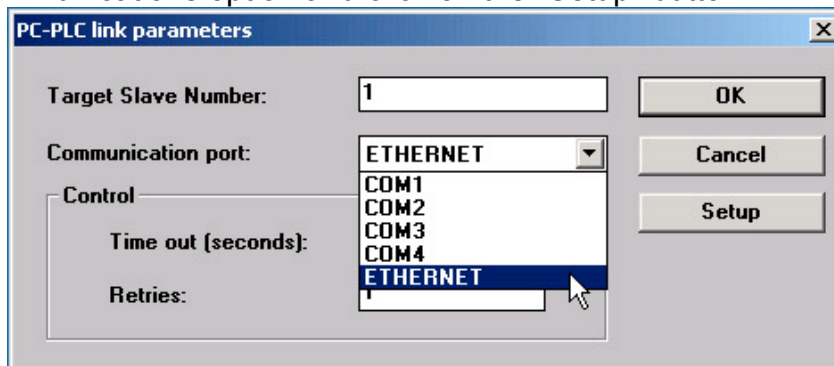 PC-PLC link parameters
Target Slave Number: 1 OK
Communication port: ETHERNET Cancel
COM1
Control COM2 Setup
COM3
Time out (seconds): COM4
ETHERNET
Retries: